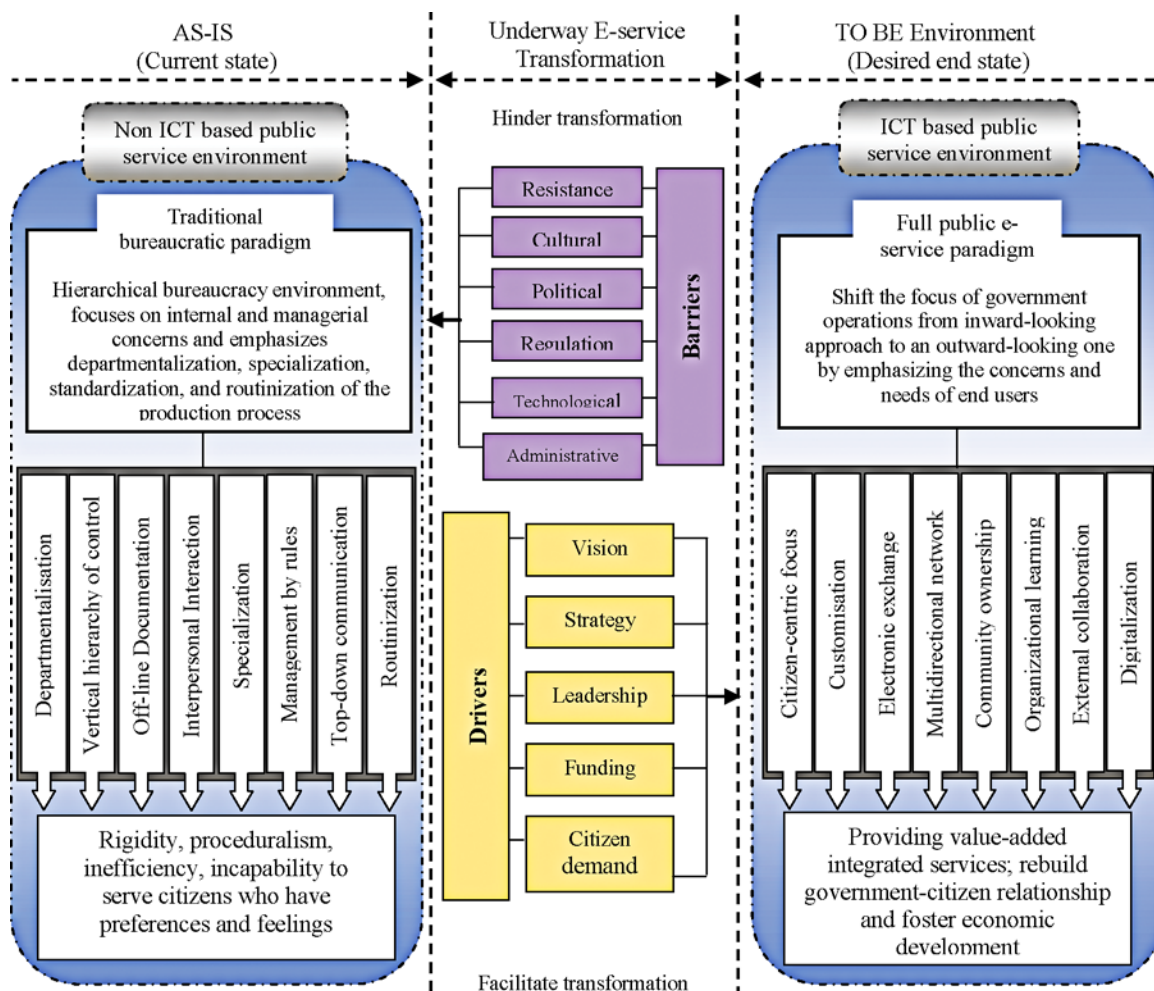 AS-IS
(Current state)
Underway E-service
Transformation
TO BE Environment
(Desired end state)
Non ICT based public
service environment
Traditional
bureaucratic paradigm
Hierarchical bureaucracy environment,
focuses on internal and managerial
concerns and emphasizes
departmentalization, specialization,
standardization, and routinization of the
production process
Departmentalisation
Vertical hierarchy of control
Off-line Documentation
Interpersonal Interaction
Specialization
Management by rules
Top-down communication
Routinization
Rigidity, proceduralism,
inefficiency, incapability to
serve citizens who have
preferences and feelings
Hinder transformation
Resistance
Cultural
Political
Regulation
Technological
Administrative
Barriers
Drivers
Vision
Strategy
Leadership
Funding
Citizen
demand
Facilitate transformation
ICT based public
service environment
Full public e-
service paradigm
Shift the focus of government
operations from inward-looking
approach to an outward-looking one
by emphasizing the concerns and
needs of end users
Citizen-centric focus
Customisation
Electronic exchange
Multidirectional network
Community ownership
Organizational learning
External collaboration
Digitalization
Providing value-added
integrated services; rebuild
government-citizen relationship
and foster economic
development